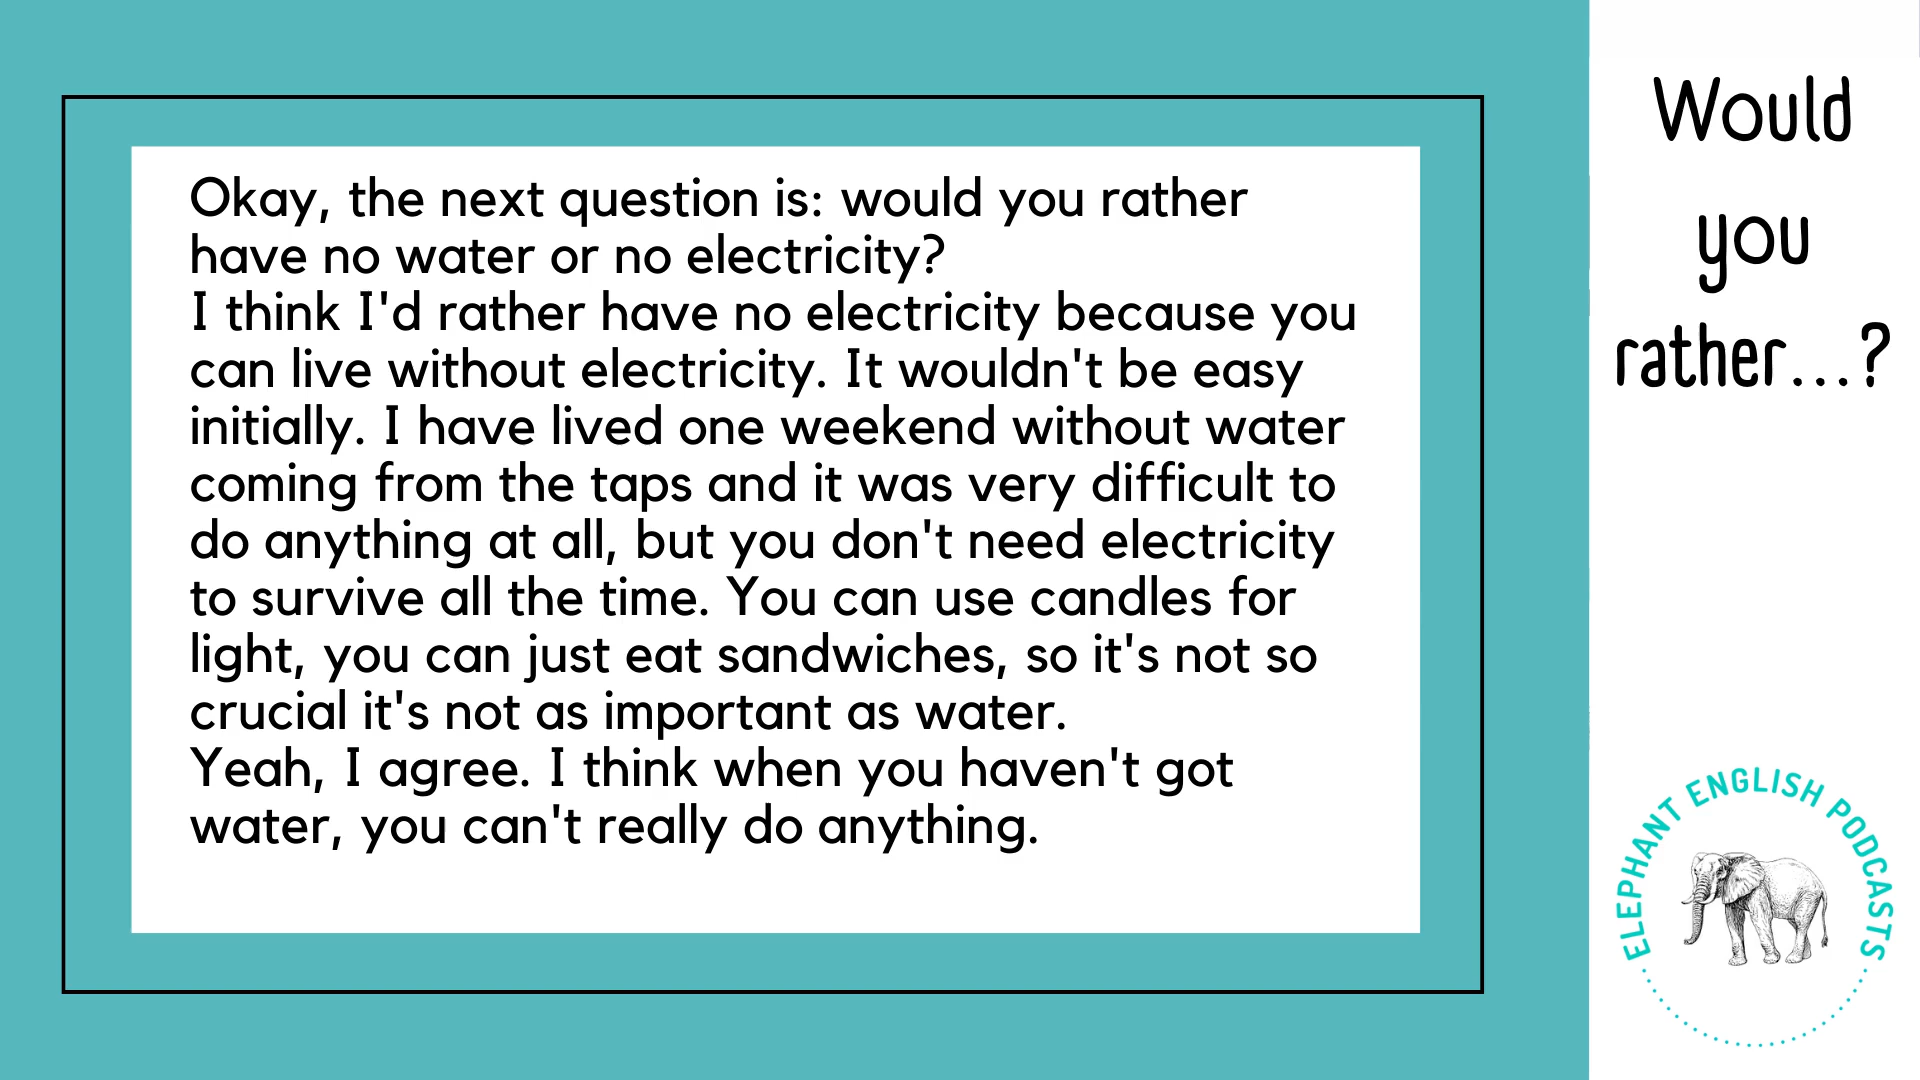 Okay, the next question is: would you rather
have no water or no electricity?
I think I'd rather have no electricity because you
can live without electricity. It wouldn't be easy
initially. I have lived one weekend without water
coming from the taps and it was very difficult to
do anything at all, but you don't need electricity
to survive all the time. You can use candles for
light, you can just eat sandwiches, so it's not so
crucial it's not as important as water.
Yeah, I agree. I think when you haven't got
water, you can't really do anything.
Would
you
rather...?
ELEPHANT ENGLISH PODCASTS